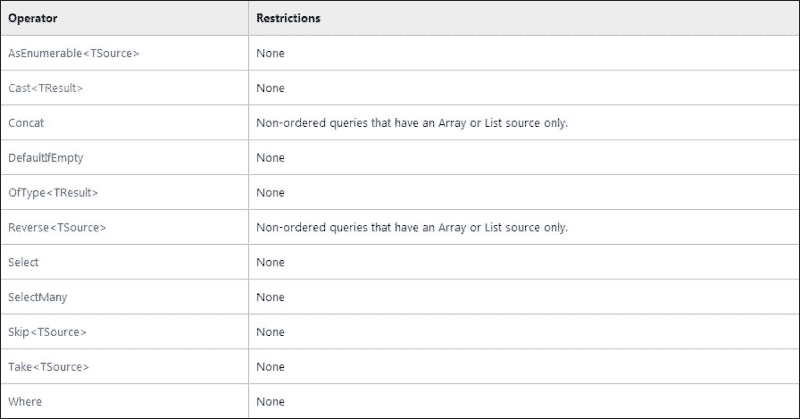 Operator Restrictions
AsEnumerable<TSource> None
Cast<TResult> None
Concat Non-ordered queries that have an Array or List source only.
DefaultIfEmpty None
OfType<TResult> None
Reverse<TSource> Non-ordered queries that have an Array or List source only.
Select None
SelectMany None
Skip<TSource> None
Take<TSource> None
Where None